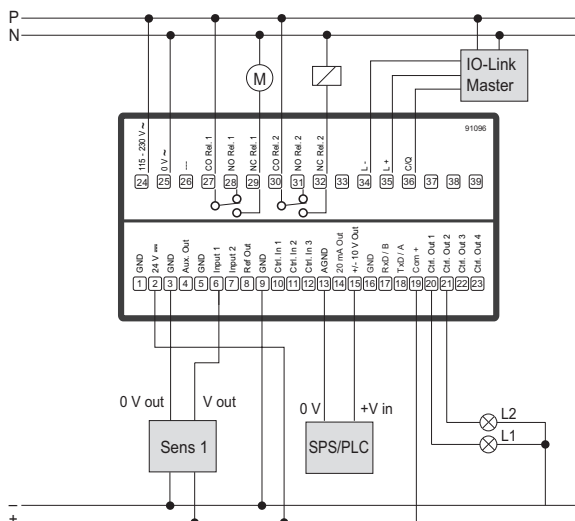 P
N
M
IO-Link
Master
91096
115 - 230 V ~
0 V ~
---
CO Rel. 1
NO Rel. 1
NC Rel. 1
CO Rel. 2
NO Rel. 2
NC Rel. 2
L -
L +
C/Q
24 25 26 27 28 29 30 31 32 33 34 35 36 37 38 39
GND
24 V
GND
Aux. Out
GND
Input 1
Input 2
Ref Out
GND
Ctrl. In 1
Ctrl. In 2
Ctrl. In 3
AGND
20 mA Out
+/- 10 V Out
GND
RxD / B
TxD / A
Com +
Ctrl. Out 1
Ctrl. Out 2
Ctrl. Out 3
Ctrl. Out 4
1 2 3 4 5 6 7 8 9 10 11 12 13 14 15 16 17 18 19 20 21 22 23
0 V out V out
0 V +V in
Sens 1
SPS/PLC
L2
L1
–
+